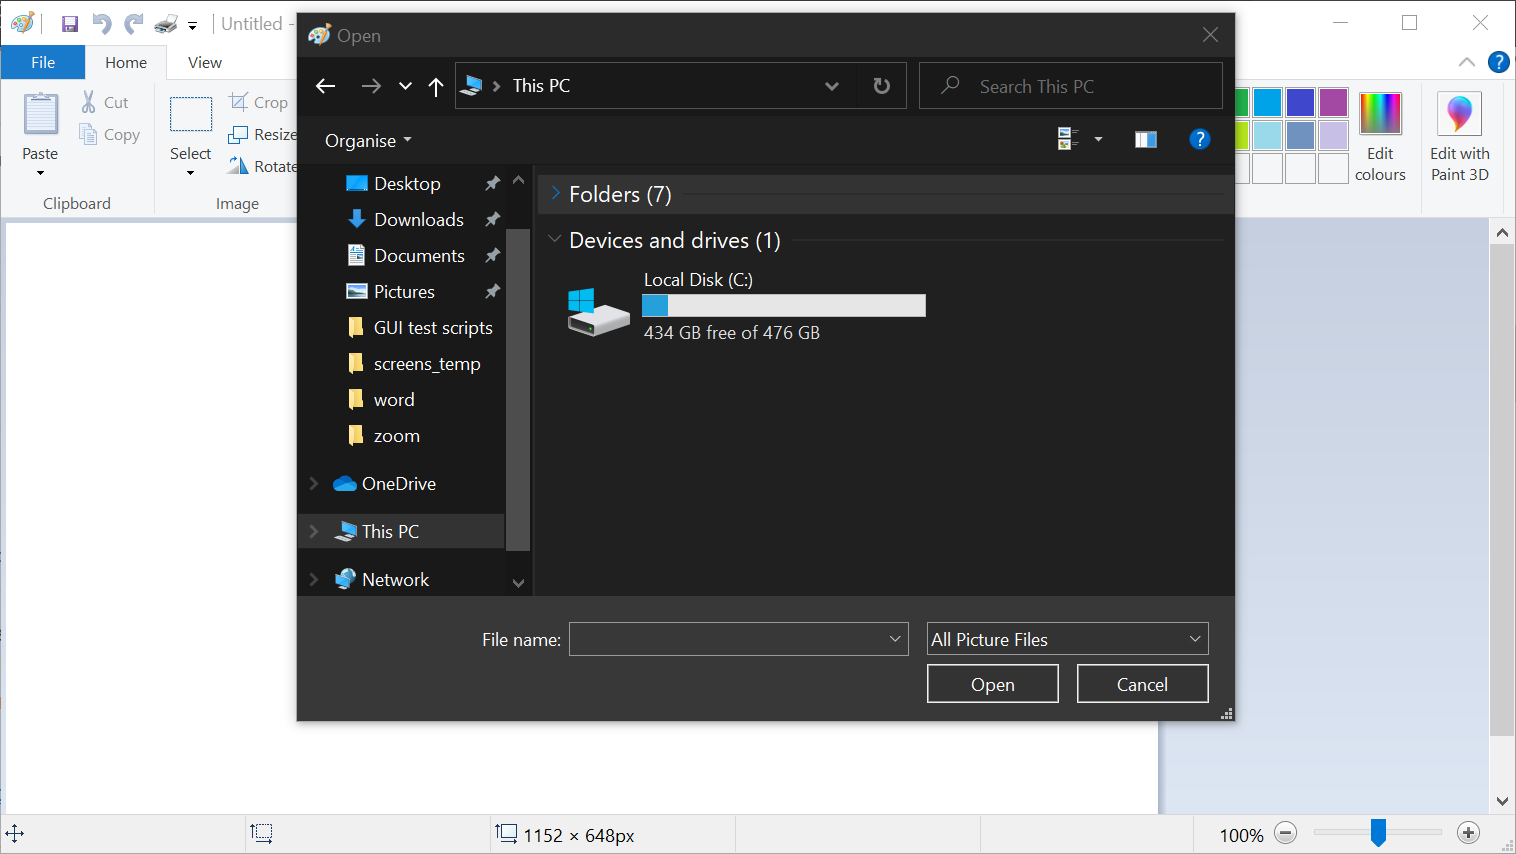 Untitled -
Open
File
Home
View
This PC
Search This PC
Cut
Copy
Paste
Clipboard
Select
Crop
Resize
Rotate
Image
Edit colours
Edit with Paint 3D
Organise
Desktop
Downloads
Documents
Pictures
GUI test scripts
screens_temp
word
zoom
OneDrive
This PC
Network
Folders (7)
Devices and drives (1)
Local Disk (C:)
434 GB free of 476 GB
File name:
All Picture Files
Open
Cancel
1152 × 648px
100%